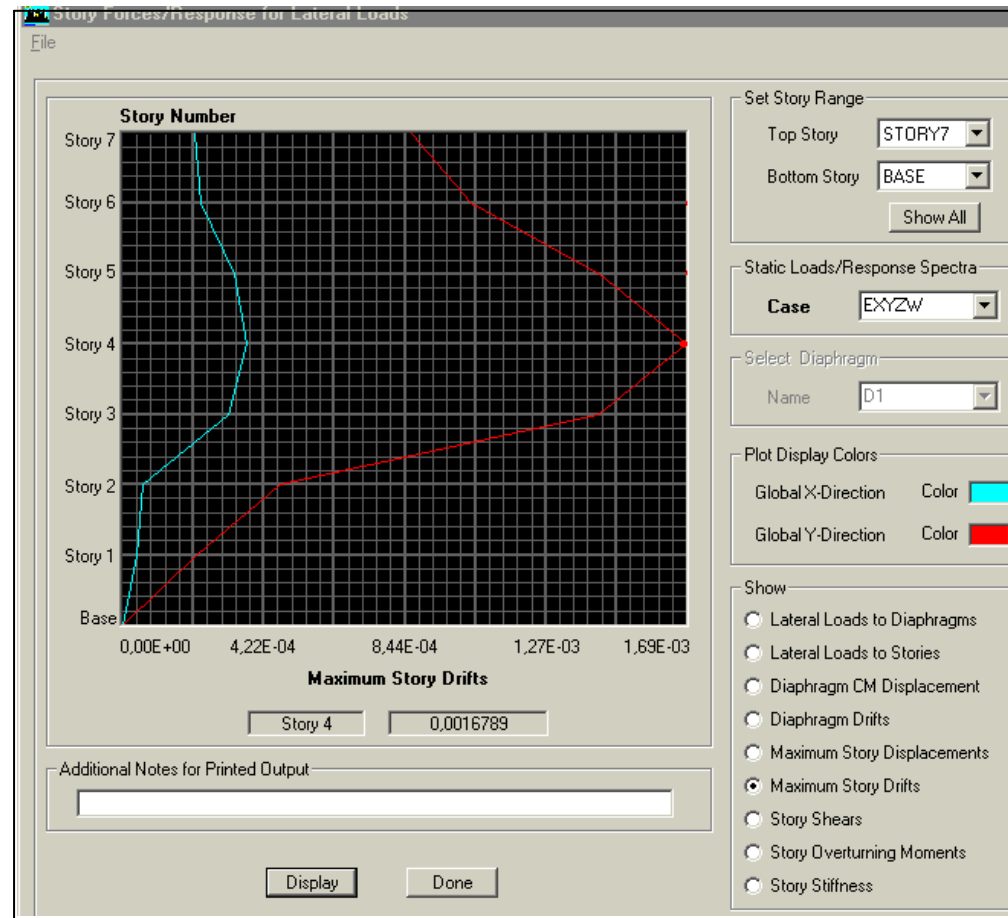 Story Forces/Response for Lateral Loads
File
Story Number
Story 7
Story 6
Story 5
Story 4
Story 3
Story 2
Story 1
Base
0,00E+00 4,22E-04 8,44E-04 1,27E-03 1,69E-03
Maximum Story Drifts
Story 4 0,0016789
Additional Notes for Printed Output
Display Done
Set Story Range
Top Story STORY7
Bottom Story BASE
Show All
Static Loads/Response Spectra
Case EXYZW
Select Diaphragm
Name D1
Plot Display Colors
Global X-Direction Color
Global Y-Direction Color
Show
Lateral Loads to Diaphragms
Lateral Loads to Stories
Diaphragm CM Displacement
Diaphragm Drifts
Maximum Story Displacements
Maximum Story Drifts
Story Shears
Story Overturning Moments
Story Stiffness